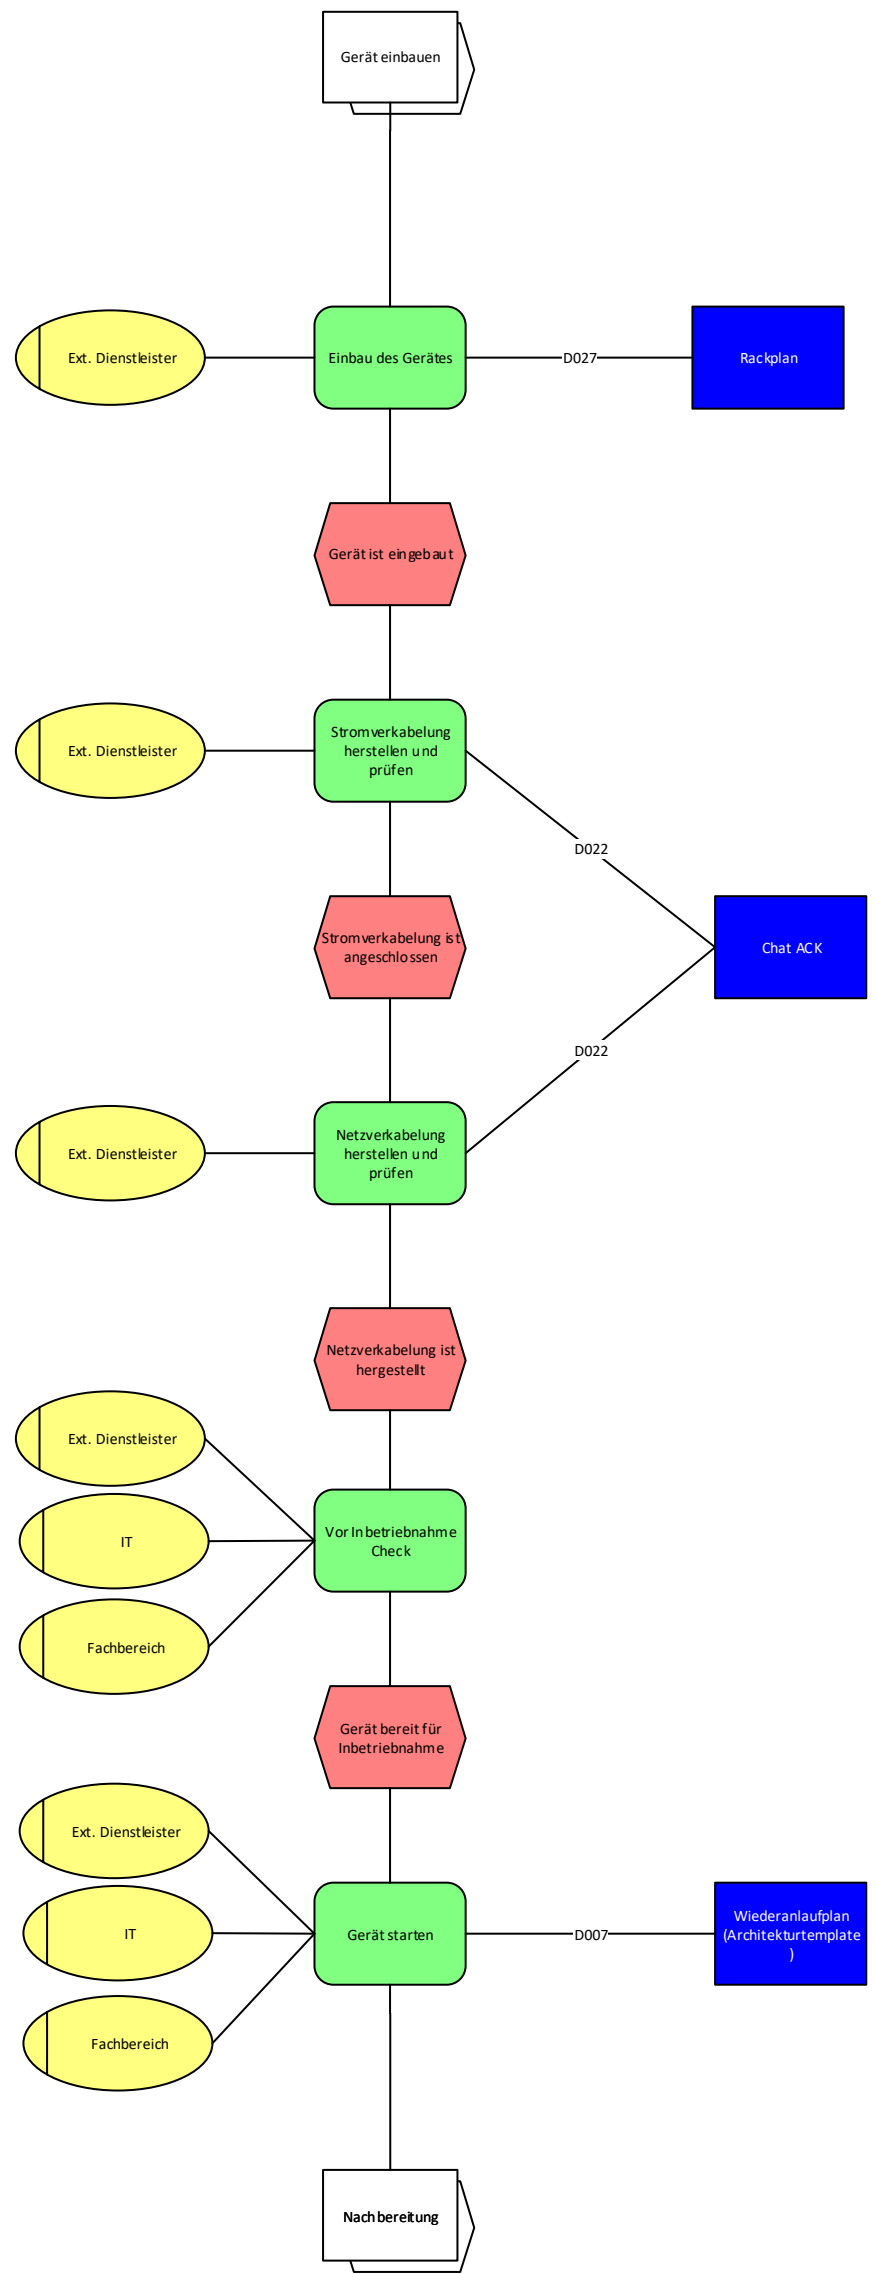 Gerät einbauen
Ext. Dienstleister
Einbau des Gerätes
D027
Rackplan
Gerät ist eingebaut
Ext. Dienstleister
Stromverkabelung
herstellen und
prüfen
D022
Stromverkabelung ist
angeschlossen
Chat ACK
D022
Ext. Dienstleister
Netzverkabelung
herstellen und
prüfen
Netzverkabelung ist
hergestellt
Ext. Dienstleister
IT
Fachbereich
Vor Inbetriebnahme
Check
Gerät bereit für
Inbetriebnahme
Ext. Dienstleister
IT
Fachbereich
Gerät starten
D007
Wiederanlaufplan
(Architekturtemplate
)
Nachbereitung